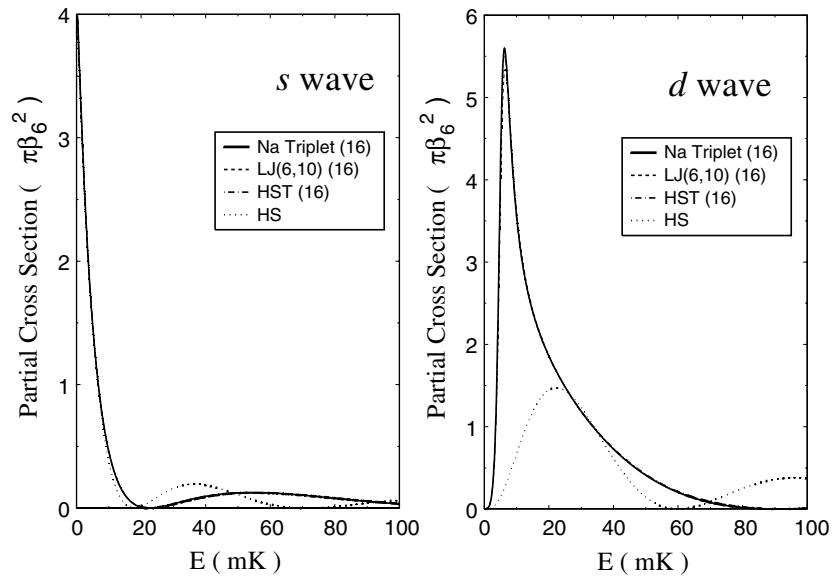 s wave
Partial Cross Section ( πβ₆² )
4
3
2
1
0
Na Triplet (16)
LJ(6,10) (16)
HST (16)
HS
0 20 40 60 80 100
E ( mK )
d wave
Partial Cross Section ( πβ₆² )
6
5
4
3
2
1
0
Na Triplet (16)
LJ(6,10) (16)
HST (16)
HS
0 20 40 60 80 100
E ( mK )